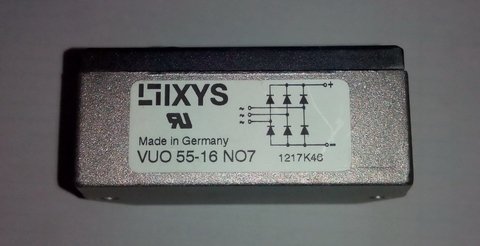 IXYS
Made in Germany
VUO 55-16 NO7
1217K46
~
~
~
+
−